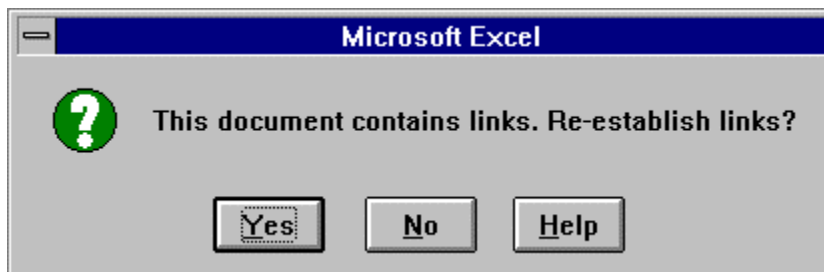 Microsoft Excel
This document contains links. Re-establish links?
Yes No Help